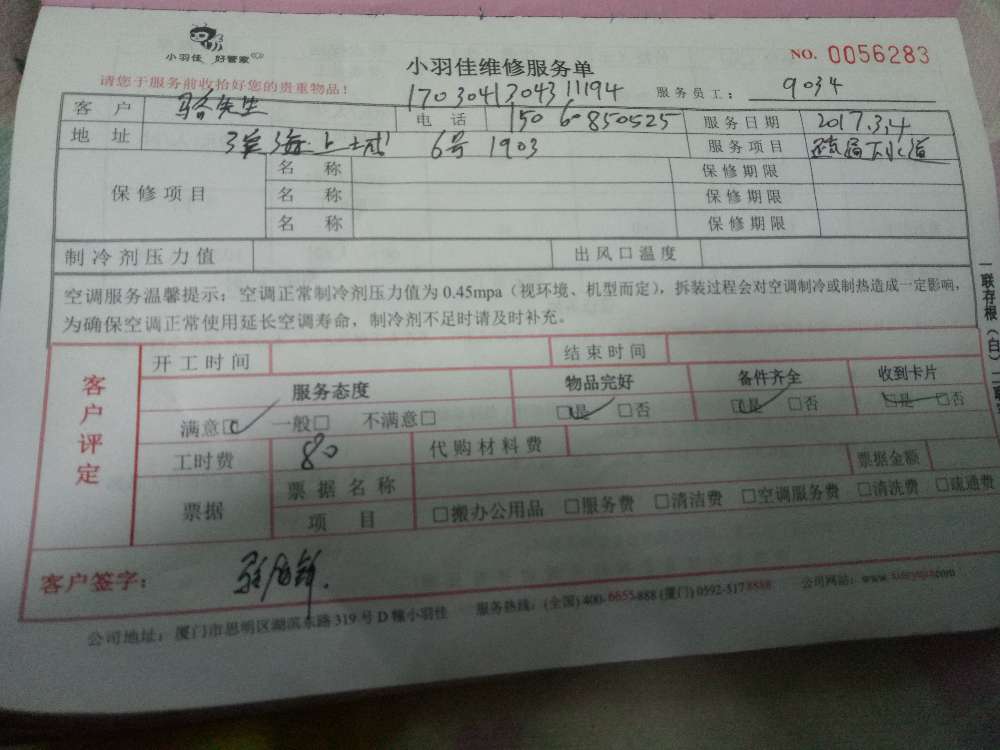 小羽佳 好管家
小羽佳维修服务单
NO. 0056283
请您于服务前收拾好您的贵重物品!
17030413043 11194
服务员工: 9034
客户 骆先生 电话 150 60850525 服务日期 2017.3.4
地址 海上城 6号 1903 服务项目 疏通下水道
保修项目 名称 保修期限
名称 保修期限
名称 保修期限
制冷剂压力值 出风口温度
空调服务温馨提示:空调正常制冷剂压力值为 0.45mpa(视环境、机型而定),拆装过程会对空调制冷或制热造成一定影响,
为确保空调正常使用延长空调寿命,制冷剂不足时请及时补充。
客户评定
开工时间 结束时间
服务态度 物品完好 备件齐全 收到卡片
满意☑ 一般□ 不满意□ ☑是 □否 ☑是 □否 □是 □否
工时费 80 代购材料费
票据 票据名称 票据金额
项目 □搬办公用品 □服务费 □清洁费 □空调服务费 □清洗费 □疏通费
客户签字:
公司地址:厦门市思明区湖滨东路 319 号 D 幢小羽佳 服务热线:(全国) 400-6655-888 (厦门) 0592-5178888 公司网站:www.xiaoyujia.com
一联存根(白)